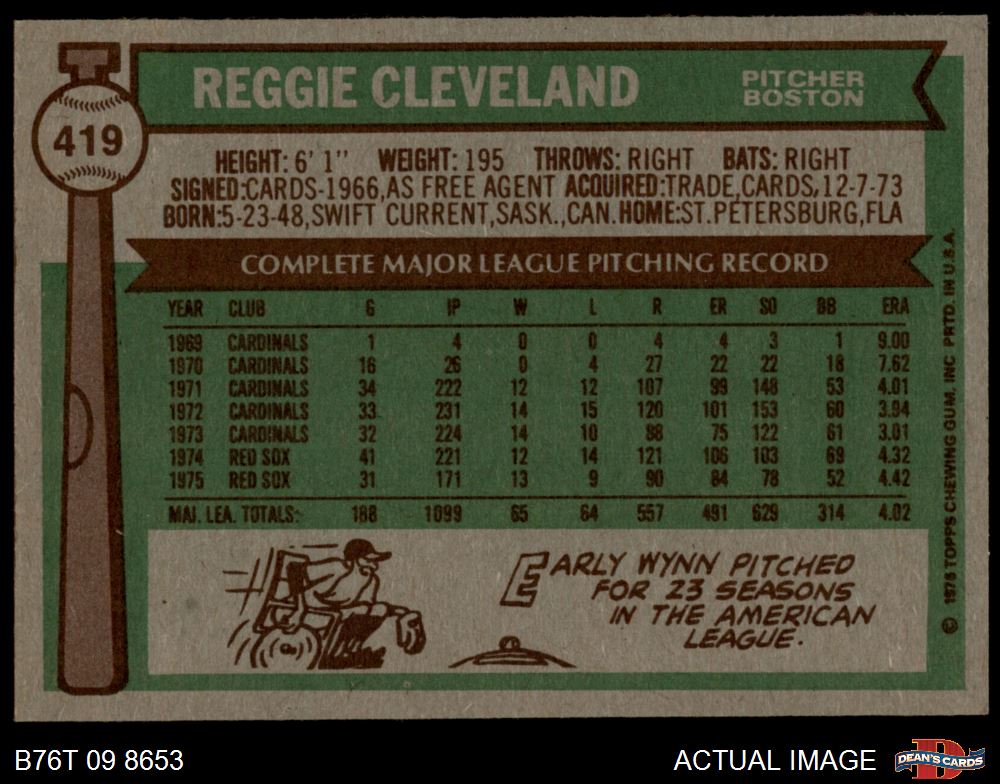 419
REGGIE CLEVELAND
PITCHER
BOSTON
HEIGHT: 6' 1" WEIGHT: 195 THROWS: RIGHT BATS: RIGHT
SIGNED: CARDS-1966, AS FREE AGENT ACQUIRED: TRADE, CARDS, 12-7-73
BORN: 5-23-48, SWIFT CURRENT, SASK., CAN. HOME: ST. PETERSBURG, FLA
COMPLETE MAJOR LEAGUE PITCHING RECORD
YEAR CLUB G IP W L R ER SO BB ERA
1969 CARDINALS 1 4 0 0 4 4 3 1 9.00
1970 CARDINALS 16 26 0 4 27 22 22 18 7.62
1971 CARDINALS 34 222 12 12 107 99 148 53 4.01
1972 CARDINALS 33 231 14 15 120 101 153 60 3.94
1973 CARDINALS 32 224 14 10 88 75 122 61 3.01
1974 RED SOX 41 221 12 14 121 106 103 69 4.32
1975 RED SOX 31 171 13 9 90 84 78 52 4.42
MAJ. LEA. TOTALS: 188 1099 65 64 557 491 629 314 4.02
EARLY WYNN PITCHED
FOR 23 SEASONS
IN THE AMERICAN
LEAGUE.
© 1976 TOPPS CHEWING GUM, INC PRTD. IN U.S.A.
B76T 09 8653
ACTUAL IMAGE
D
DEAN'S CARDS